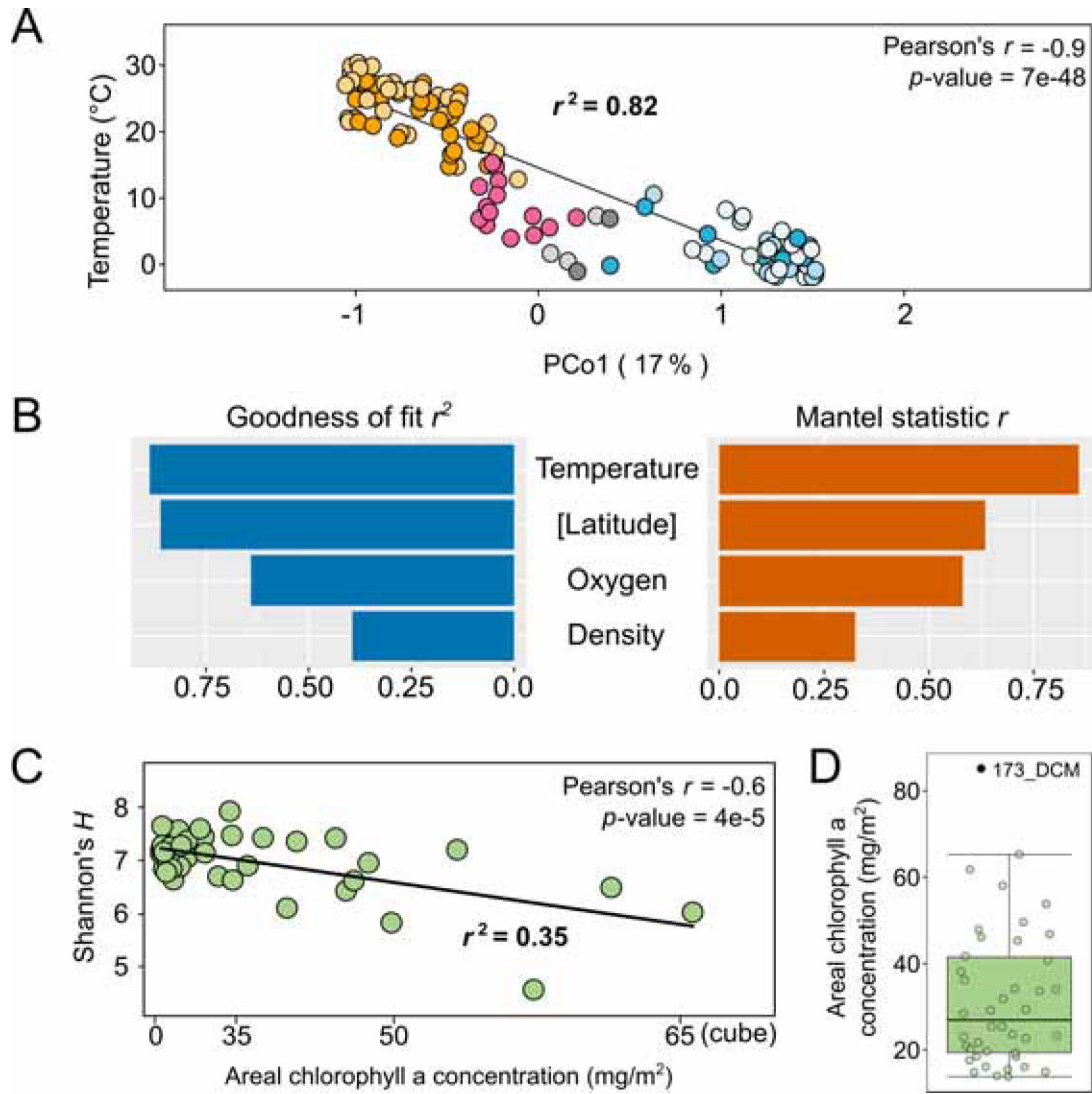 A
Pearson's r = -0.9
p-value = 7e-48
r² = 0.82
Temperature (°C)
30
20
10
0
-1 0 1 2
PCo1 ( 17 % )
B
Goodness of fit r² Mantel statistic r
Temperature
[Latitude]
Oxygen
Density
0.75 0.50 0.25 0.0 0.0 0.25 0.50 0.75
C
Pearson's r = -0.6
p-value = 4e-5
r² = 0.35
Shannon's H
8
7
6
5
0 35 50 65 (cube)
Areal chlorophyll a concentration (mg/m²)
D
173_DCM
Areal chlorophyll a
concentration (mg/m²)
80
60
40
20